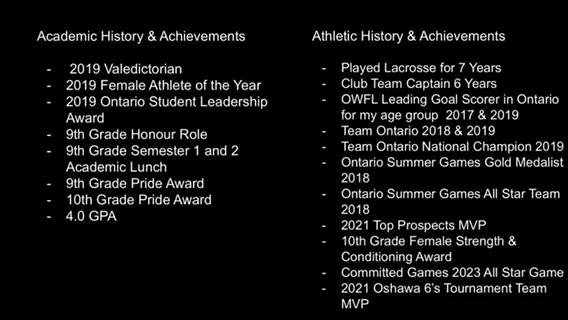 Academic History & Achievements
- 2019 Valedictorian
- 2019 Female Athlete of the Year
- 2019 Ontario Student Leadership
Award
- 9th Grade Honour Role
- 9th Grade Semester 1 and 2
Academic Lunch
- 9th Grade Pride Award
- 10th Grade Pride Award
- 4.0 GPA
Athletic History & Achievements
- Played Lacrosse for 7 Years
- Club Team Captain 6 Years
- OWFL Leading Goal Scorer in Ontario
for my age group 2017 & 2019
- Team Ontario 2018 & 2019
- Team Ontario National Champion 2019
- Ontario Summer Games Gold Medalist
2018
- Ontario Summer Games All Star Team
2018
- 2021 Top Prospects MVP
- 10th Grade Female Strength &
Conditioning Award
- Committed Games 2023 All Star Game
- 2021 Oshawa 6's Tournament Team
MVP